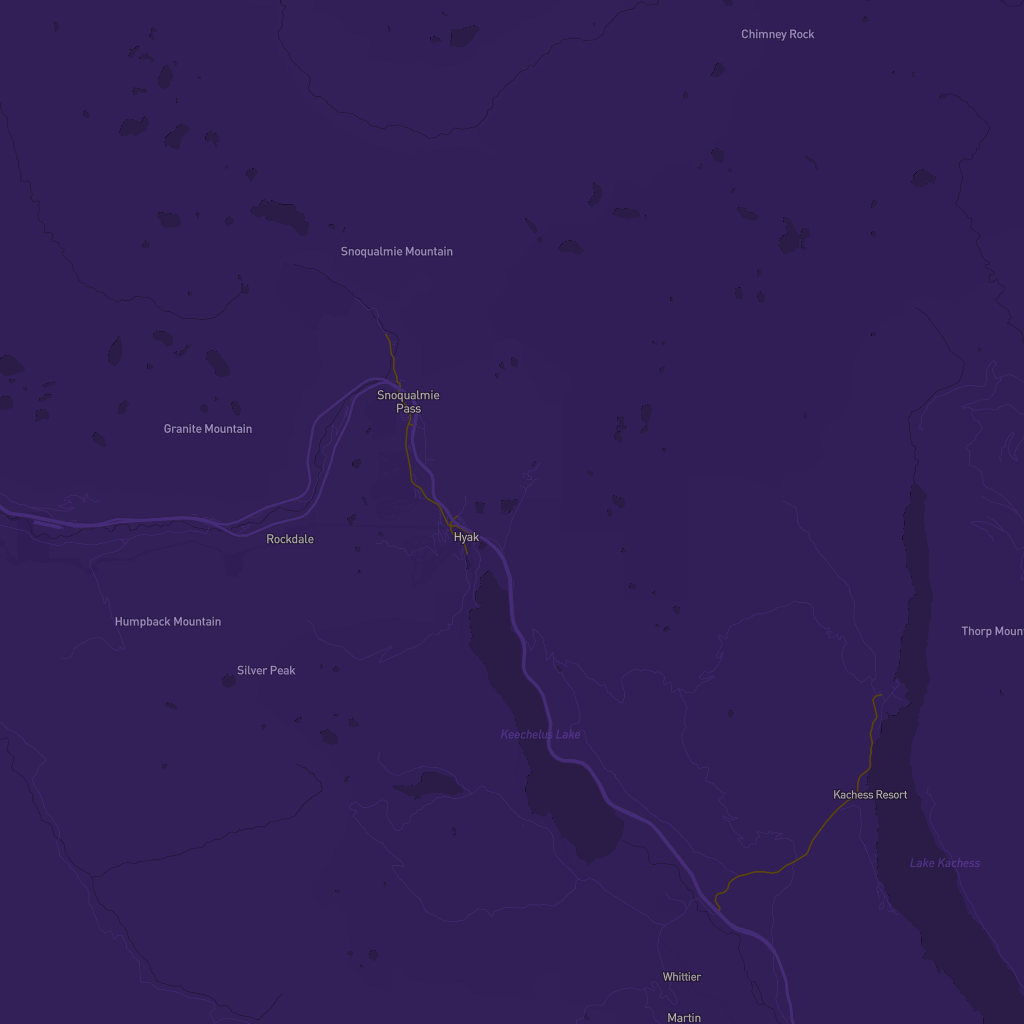 Chimney Rock
Snoqualmie Mountain
Snoqualmie
Pass
Granite Mountain
Rockdale
Hyak
Humpback Mountain
Thorp Moun
Silver Peak
Keechelus Lake
Kachess Resort
Lake Kachess
Whittier
Martin